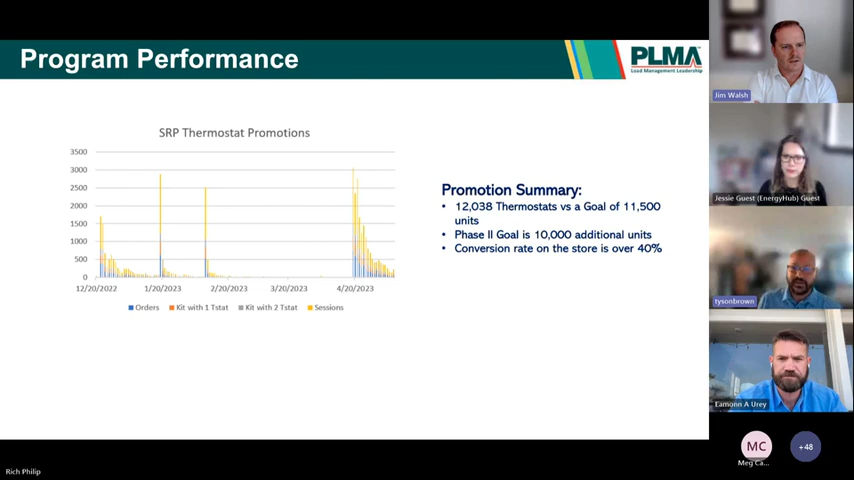 Program Performance
PLMA
Load Management Leadership
SRP Thermostat Promotions
3500
3000
2500
2000
1500
1000
500
0
12/20/2022 1/20/2023 2/20/2023 3/20/2023 4/20/2023
Orders Kit with 1 Tstat Kit with 2 Tstat Sessions
Promotion Summary:
• 12,038 Thermostats vs a Goal of 11,500
units
• Phase II Goal is 10,000 additional units
• Conversion rate on the store is over 40%
Jim Walsh
Jessie Guest (EnergyHub) Guest
tysonbrown
Eamonn A Urey
MC
+48
Meg Ca...
Rich Philip